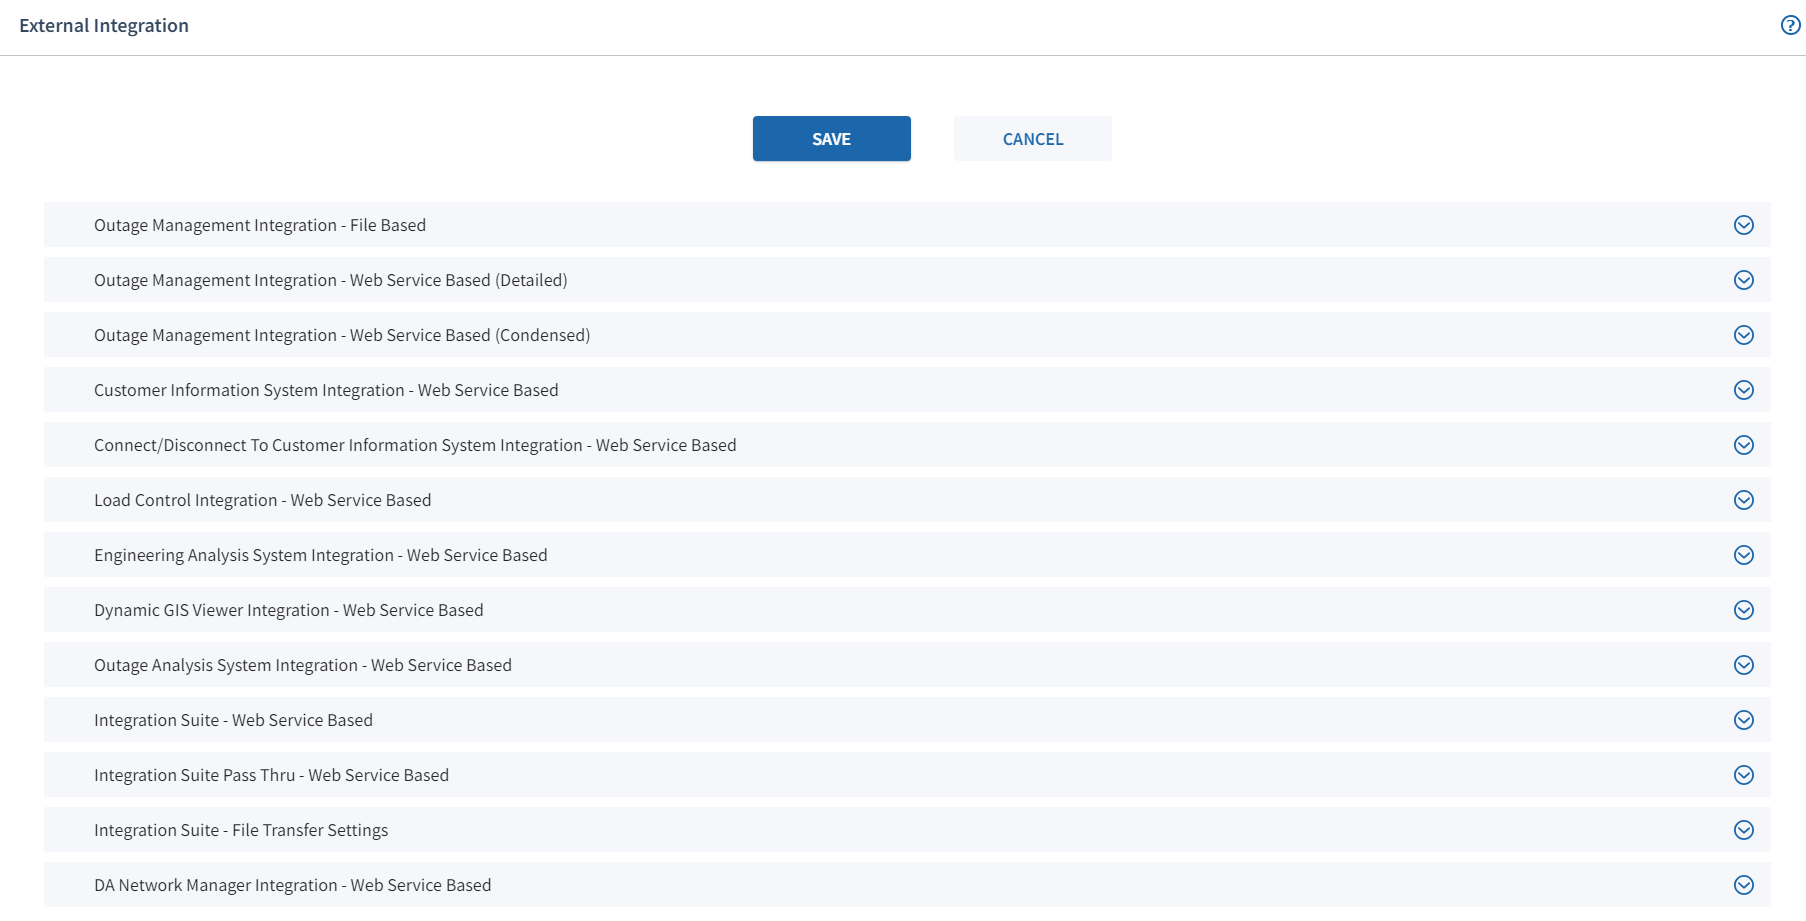 External Integration
SAVE
CANCEL
Outage Management Integration - File Based
Outage Management Integration - Web Service Based (Detailed)
Outage Management Integration - Web Service Based (Condensed)
Customer Information System Integration - Web Service Based
Connect/Disconnect To Customer Information System Integration - Web Service Based
Load Control Integration - Web Service Based
Engineering Analysis System Integration - Web Service Based
Dynamic GIS Viewer Integration - Web Service Based
Outage Analysis System Integration - Web Service Based
Integration Suite - Web Service Based
Integration Suite Pass Thru - Web Service Based
Integration Suite - File Transfer Settings
DA Network Manager Integration - Web Service Based